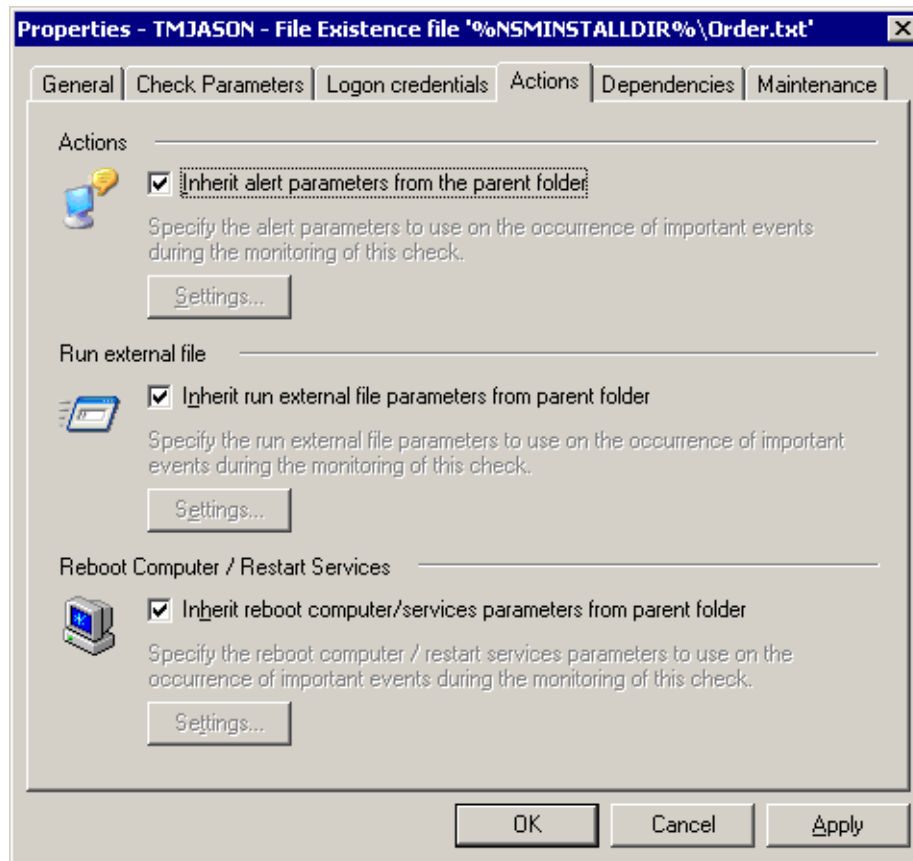 Properties - TMJASON - File Existence file '%NSMINSTALLDIR%\Order.txt'
General Check Parameters Logon credentials Actions Dependencies Maintenance
Actions
Inherit alert parameters from the parent folder
Specify the alert parameters to use on the occurrence of important events
during the monitoring of this check.
Settings...
Run external file
Inherit run external file parameters from parent folder
Specify the run external file parameters to use on the occurrence of important
events during the monitoring of this check.
Settings...
Reboot Computer / Restart Services
Inherit reboot computer/services parameters from parent folder
Specify the reboot computer / restart services parameters to use on the
occurrence of important events during the monitoring of this check.
Settings...
OK Cancel Apply